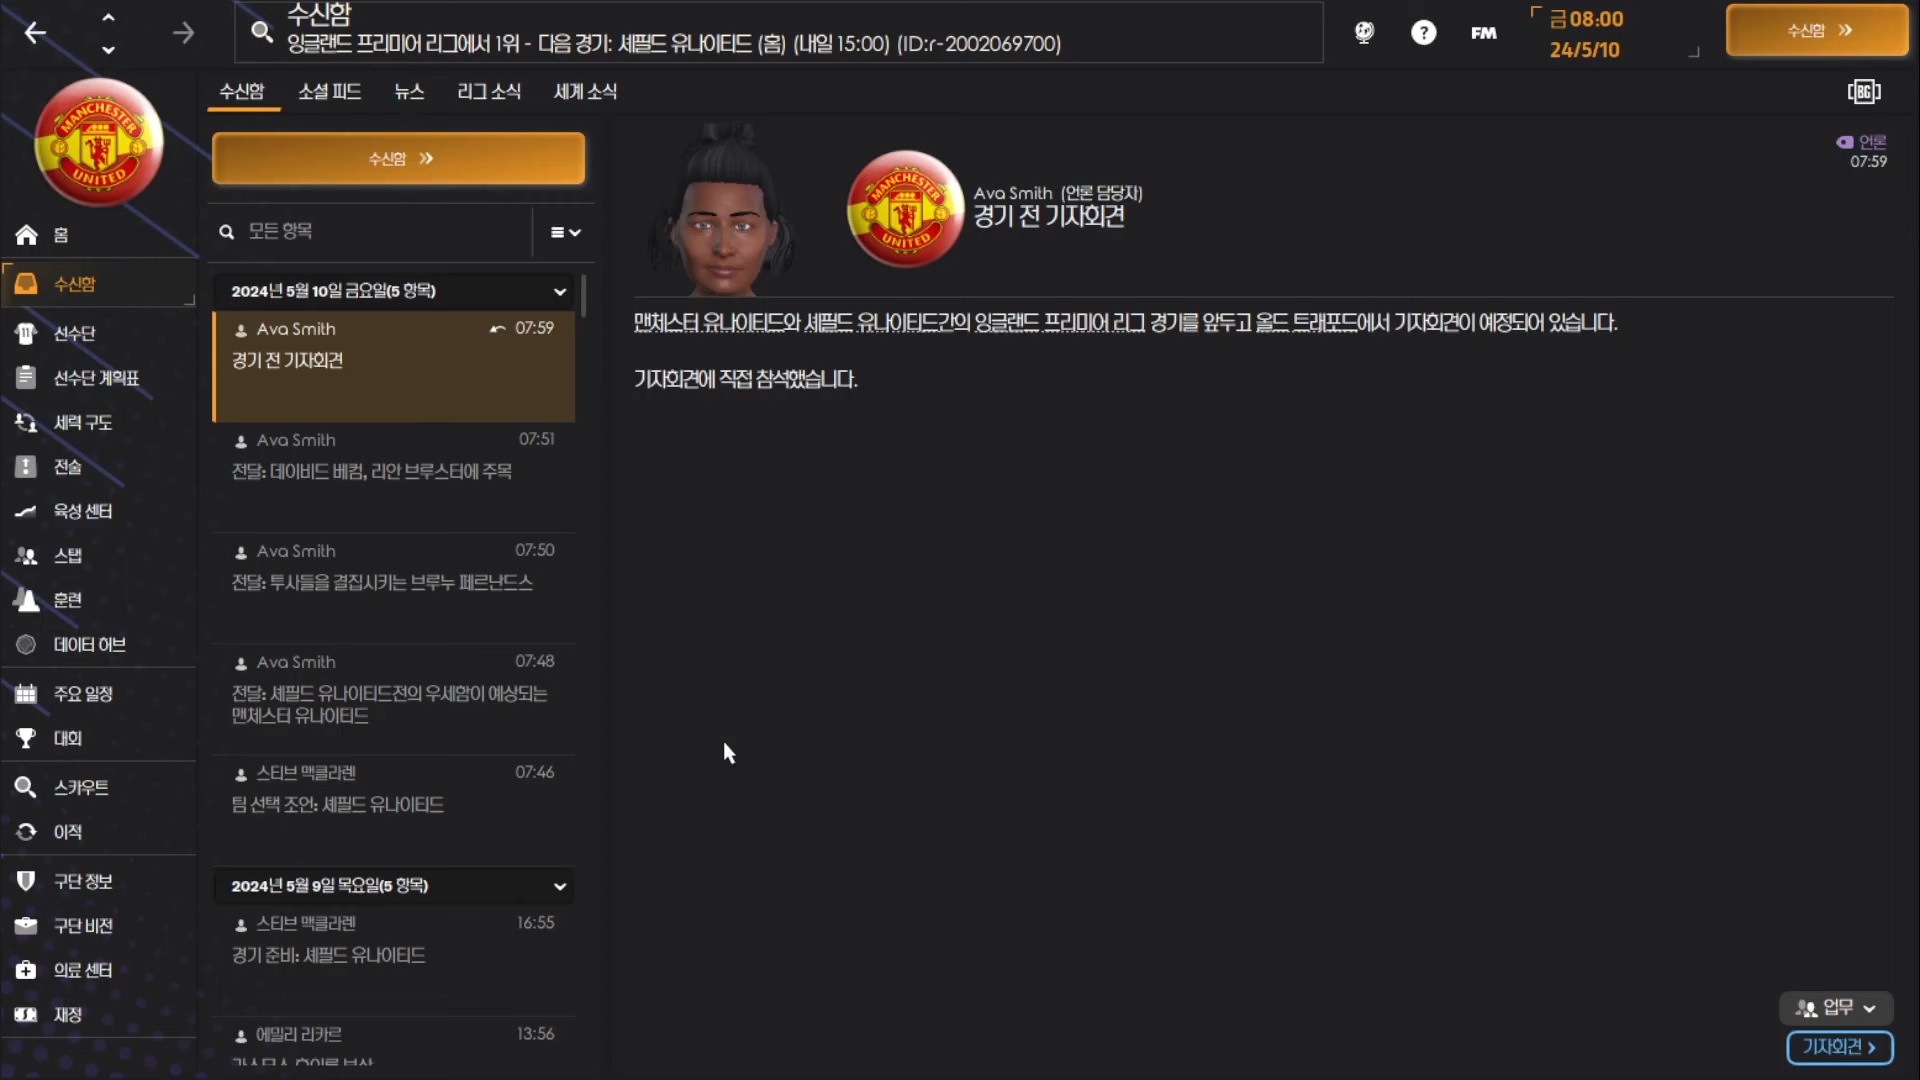 수신함
잉글랜드 프리미어 리그에서 1위 - 다음 경기: 셰필드 유나이티드 (홈) (내일 15:00) (ID:r-2002069700)
FM
금 08:00
24/5/10
수신함
MANCHESTER UNITED
수신함
소셜 피드
뉴스
리그 소식
세계 소식
BG
홈
수신함
선수단
선수단 계획표
세력 구도
전술
육성 센터
스탭
훈련
데이터 허브
주요 일정
대회
스카우트
이적
구단 정보
구단 비전
의료 센터
재정
수신함
모든 항목
2024년 5월 10일 금요일(5 항목)
Ava Smith 07:59
경기 전 기자회견
Ava Smith 07:51
전달: 데이비드 베컴, 리안 브루스터에 주목
Ava Smith 07:50
전달: 투사들을 결집시키는 브루누 페르난드스
Ava Smith 07:48
전달: 셰필드 유나이티드전의 우세함이 예상되는
맨체스터 유나이티드
스티브 맥클라렌 07:46
팀 선택 조언: 셰필드 유나이티드
2024년 5월 9일 목요일(5 항목)
스티브 맥클라렌 16:55
경기 준비: 셰필드 유나이티드
에밀리 리카르 13:56
MANCHESTER UNITED
Ava Smith (언론 담당자)
경기 전 기자회견
언론
07:59
맨체스터 유나이티드와 셰필드 유나이티드간의 잉글랜드 프리미어 리그 경기를 앞두고 올드 트래포드에서 기자회견이 예정되어 있습니다.
기자회견에 직접 참석했습니다.
업무
기자회견